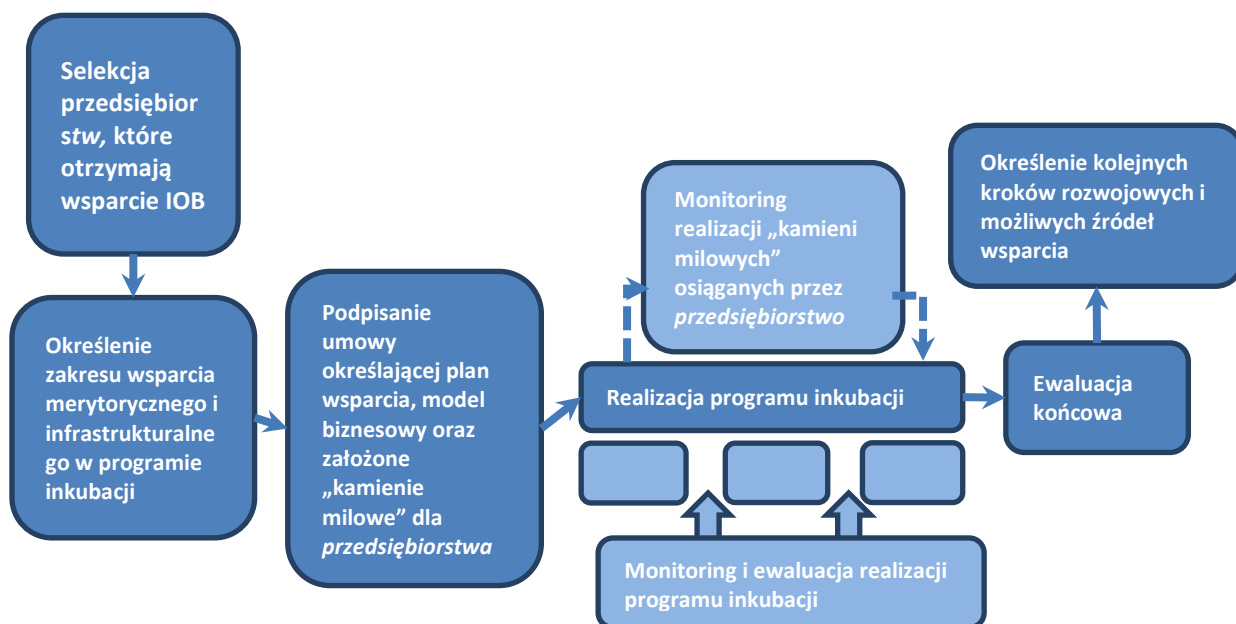 Selekcja
przedsiębior
stw, które
otrzymają
wsparcie IOB
Określenie
zakresu wsparcia
merytorycznego i
infrastrukturalne
go w programie
inkubacji
Podpisanie
umowy
określającej plan
wsparcia, model
biznesowy oraz
założone
„kamienie
milowe” dla
przedsiębiorstwa
Monitoring
realizacji „kamieni
milowych”
osiąganych przez
przedsiębiorstwo
Realizacja programu inkubacji
Monitoring i ewaluacja realizacji
programu inkubacji
Ewaluacja
końcowa
Określenie kolejnych
kroków rozwojowych i
możliwych źródeł
wsparcia